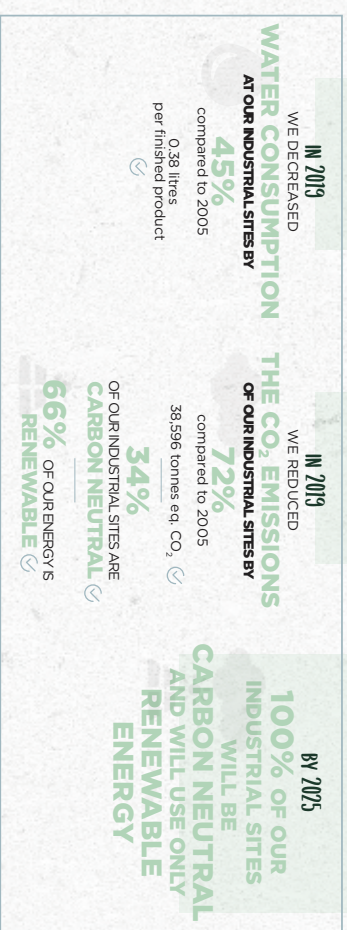 IN 2019
WE DECREASED
WATER CONSUMPTION
AT OUR INDUSTRIAL SITES BY
45%
compared to 2005
0.38 litres
per finished product
IN 2019
WE REDUCED
THE CO₂ EMISSIONS
OF OUR INDUSTRIAL SITES BY
72%
compared to 2005
38,596 tonnes eq. CO₂
34%
OF OUR INDUSTRIAL SITES ARE
CARBON NEUTRAL
66% OF OUR ENERGY IS
RENEWABLE
BY 2025
100% OF OUR
INDUSTRIAL SITES
WILL BE
CARBON NEUTRAL
AND WILL USE ONLY
RENEWABLE
ENERGY